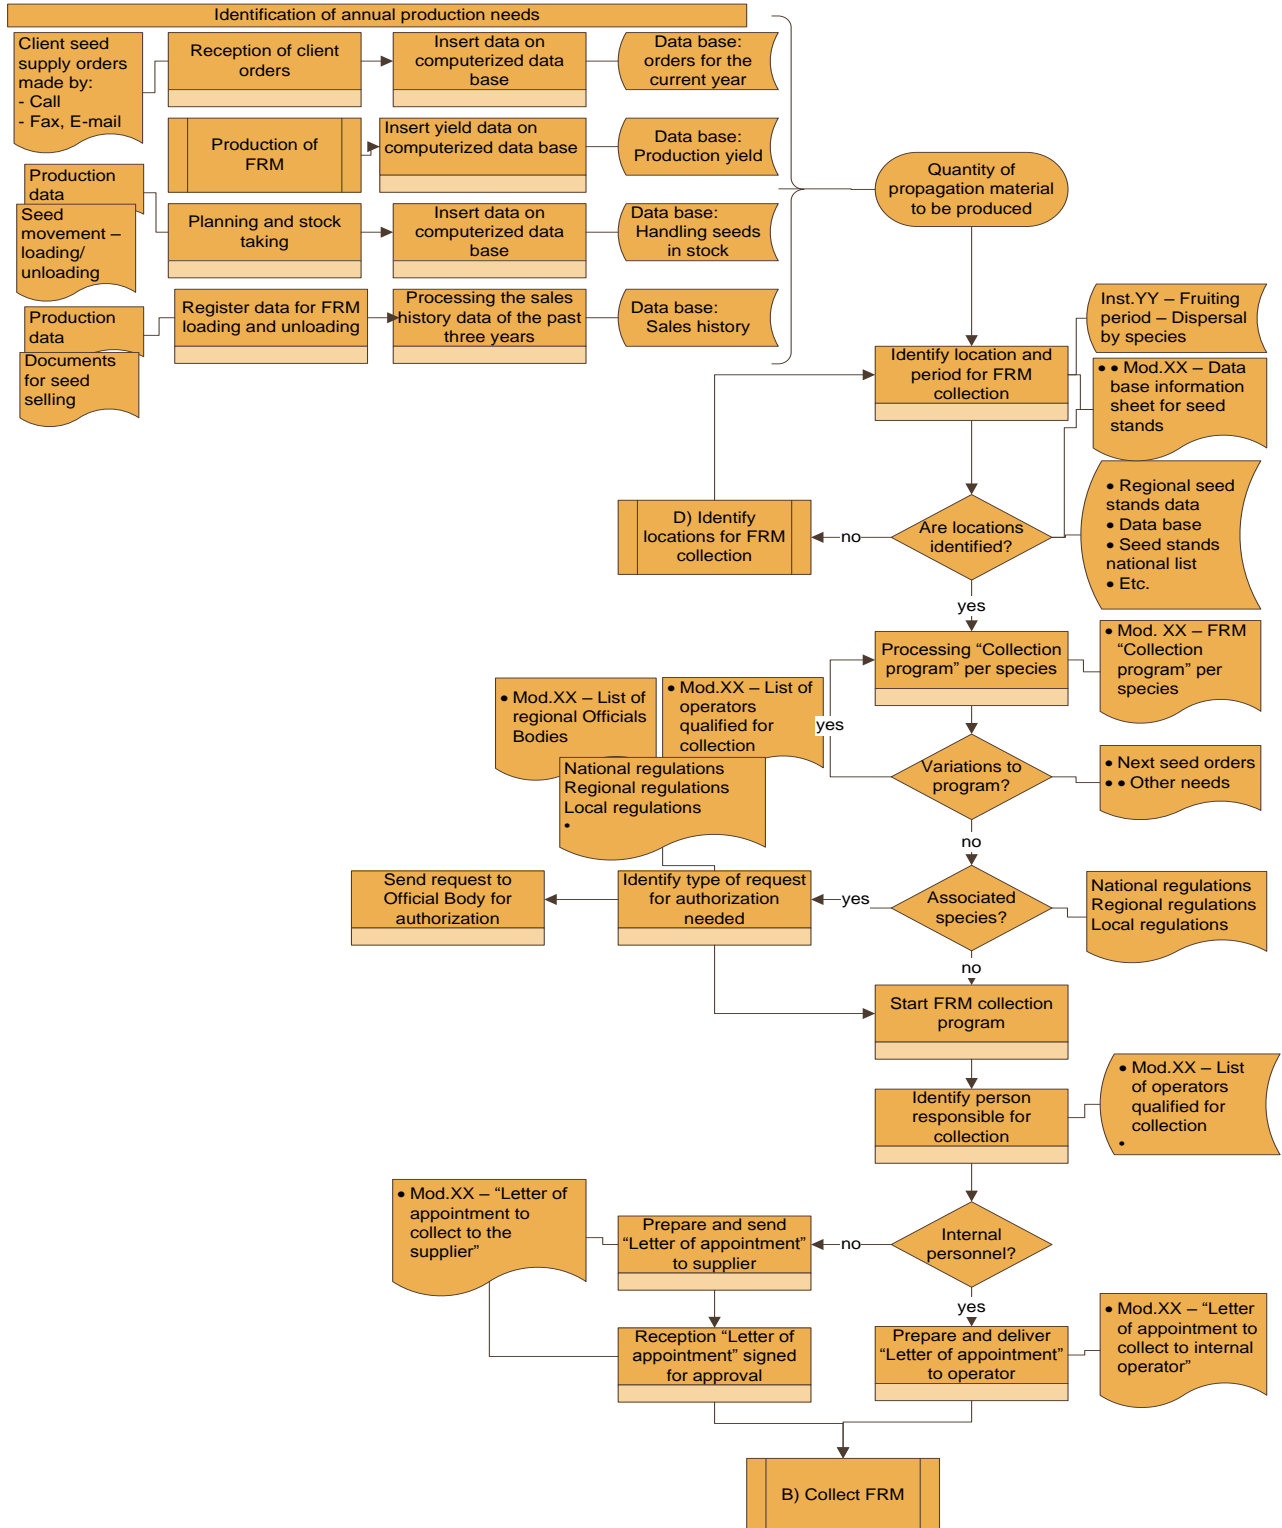 Identification of annual production needs
Client seed
supply orders
made by:
- Call
- Fax, E-mail
Reception of client
orders
Insert data on
computerized data
base
Data base:
orders for the
current year
Production of
FRM
Insert yield data on
computerized data base
Data base:
Production yield
Quantity of
propagation material
to be produced
Production
data
Seed
movement –
loading/
unloading
Planning and stock
taking
Insert data on
computerized data
base
Data base:
Handling seeds
in stock
Production
data
Documents
for seed
selling
Register data for FRM
loading and unloading
Processing the sales
history data of the past
three years
Data base:
Sales history
Inst.YY – Fruiting
period – Dispersal
by species
Identify location and
period for FRM
collection
• • Mod.XX – Data
base information
sheet for seed
stands
• Regional seed
stands data
• Data base
• Seed stands
national list
• Etc.
D) Identify
locations for FRM
collection
no
Are locations
identified?
yes
Processing “Collection
program” per species
• Mod. XX – FRM
“Collection
program” per
species
• Mod.XX – List of
regional Officials
Bodies
• Mod.XX – List of
operators
qualified for
collection
yes
National regulations
Regional regulations
Local regulations
•
Variations to
program?
• Next seed orders
• • Other needs
no
Send request to
Official Body for
authorization
Identify type of request
for authorization
needed
yes
Associated
species?
National regulations
Regional regulations
Local regulations
no
Start FRM collection
program
Identify person
responsible for
collection
• Mod.XX – List
of operators
qualified for
collection
•
• Mod.XX – “Letter of
appointment to
collect to the
supplier”
Prepare and send
“Letter of appointment”
to supplier
no
Internal
personnel?
yes
Reception “Letter of
appointment” signed
for approval
Prepare and deliver
“Letter of appointment”
to operator
• Mod.XX – “Letter
of appointment to
collect to internal
operator”
B) Collect FRM